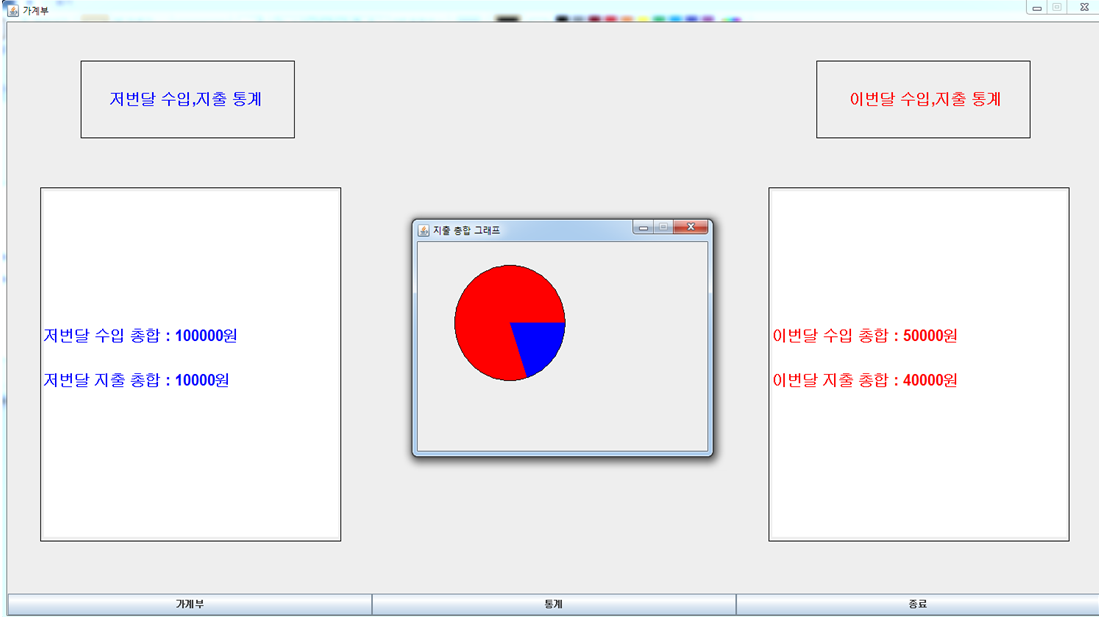 가계부
저번달 수입,지출 통계
이번달 수입,지출 통계
지출 총합 그래프
저번달 수입 총합 : 100000원
저번달 지출 총합 : 10000원
이번달 수입 총합 : 50000원
이번달 지출 총합 : 40000원
가계부
통계
종료